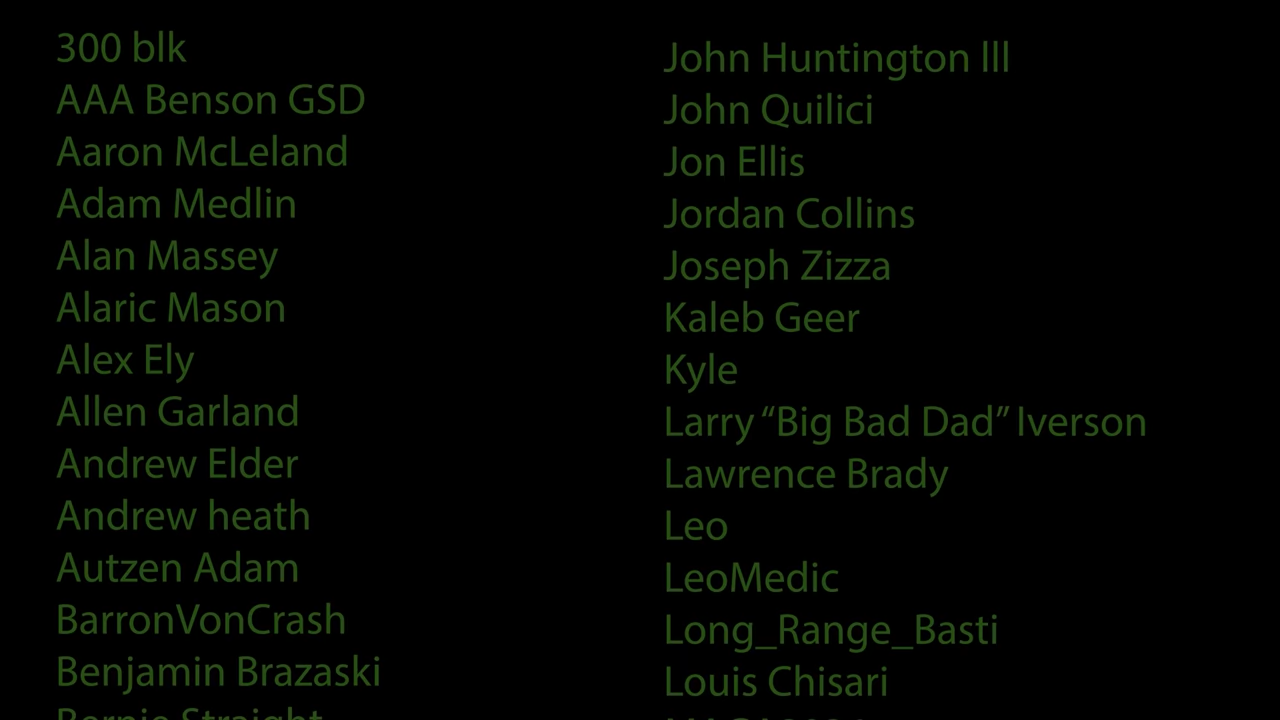 300 blk
AAA Benson GSD
Aaron McLeland
Adam Medlin
Alan Massey
Alaric Mason
Alex Ely
Allen Garland
Andrew Elder
Andrew heath
Autzen Adam
BarronVonCrash
Benjamin Brazaski
Bernie Straight
John Huntington lll
John Quilici
Jon Ellis
Jordan Collins
Joseph Zizza
Kaleb Geer
Kyle
Larry “Big Bad Dad” Iverson
Lawrence Brady
Leo
LeoMedic
Long_Range_Basti
Louis Chisari